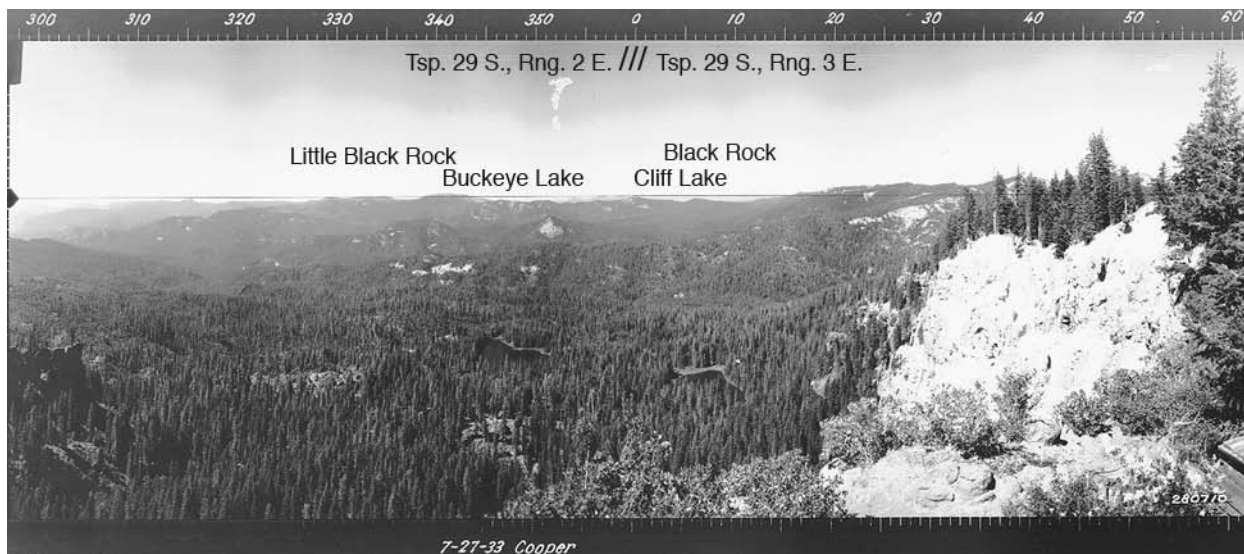 300 310 320 330 340 350 0 10 20 30 40 50 60
Tsp. 29 S., Rng. 2 E. /// Tsp. 29 S., Rng. 3 E.
Little Black Rock
Black Rock
Buckeye Lake
Cliff Lake
280710
7-27-33 Cooper